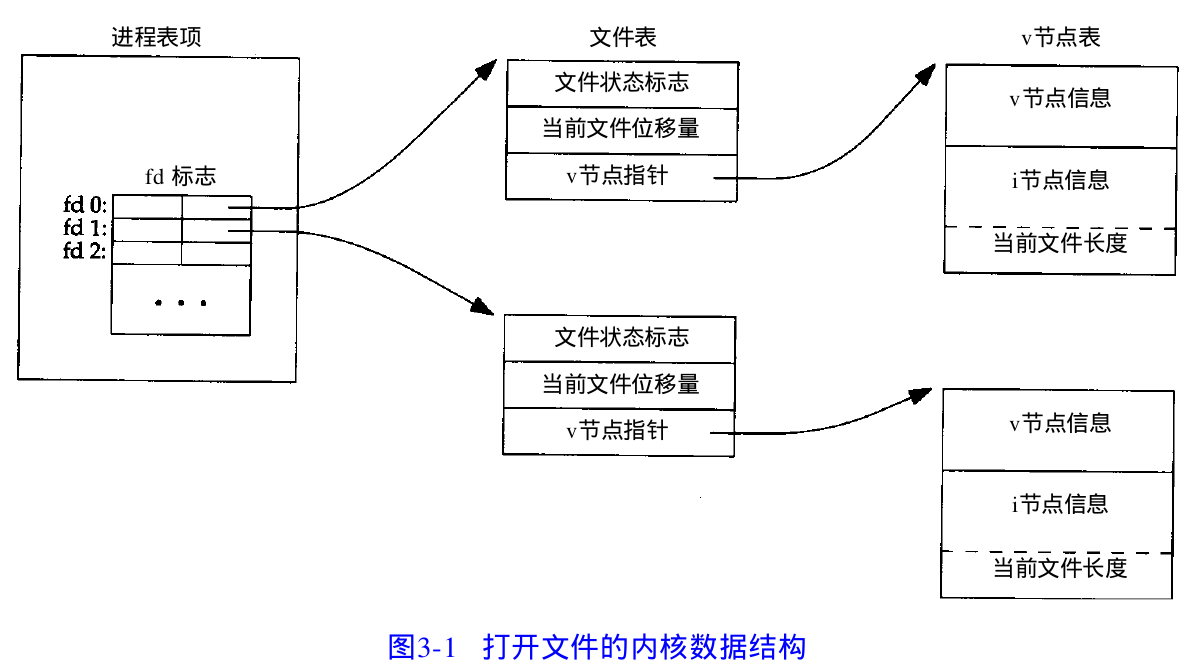 进程表项
文件表
v节点表
fd 标志
fd 0:
fd 1:
fd 2:
• • •
文件状态标志
当前文件位移量
v节点指针
v节点信息
i节点信息
当前文件长度
文件状态标志
当前文件位移量
v节点指针
v节点信息
i节点信息
当前文件长度
图3-1 打开文件的内核数据结构